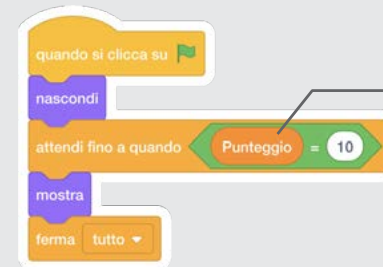 quando si clicca su
nascondi
attendi fino a quando Punteggio = 10
mostra
ferma tutto